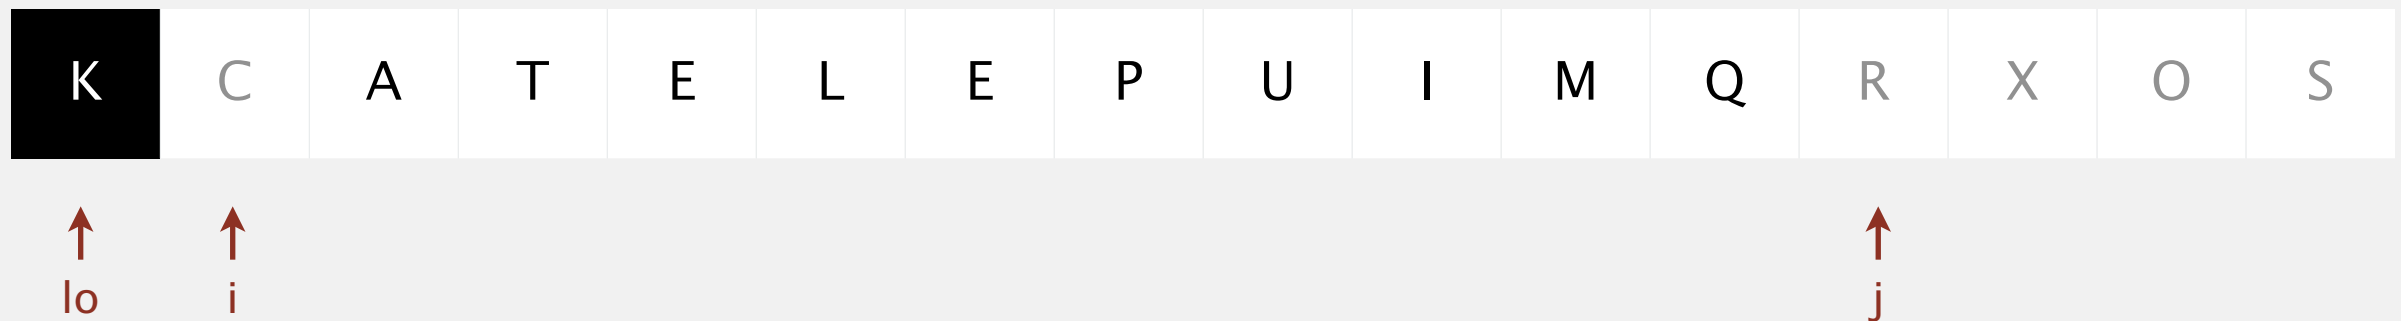 K C A T E L E P U I M Q R X O S
lo i j